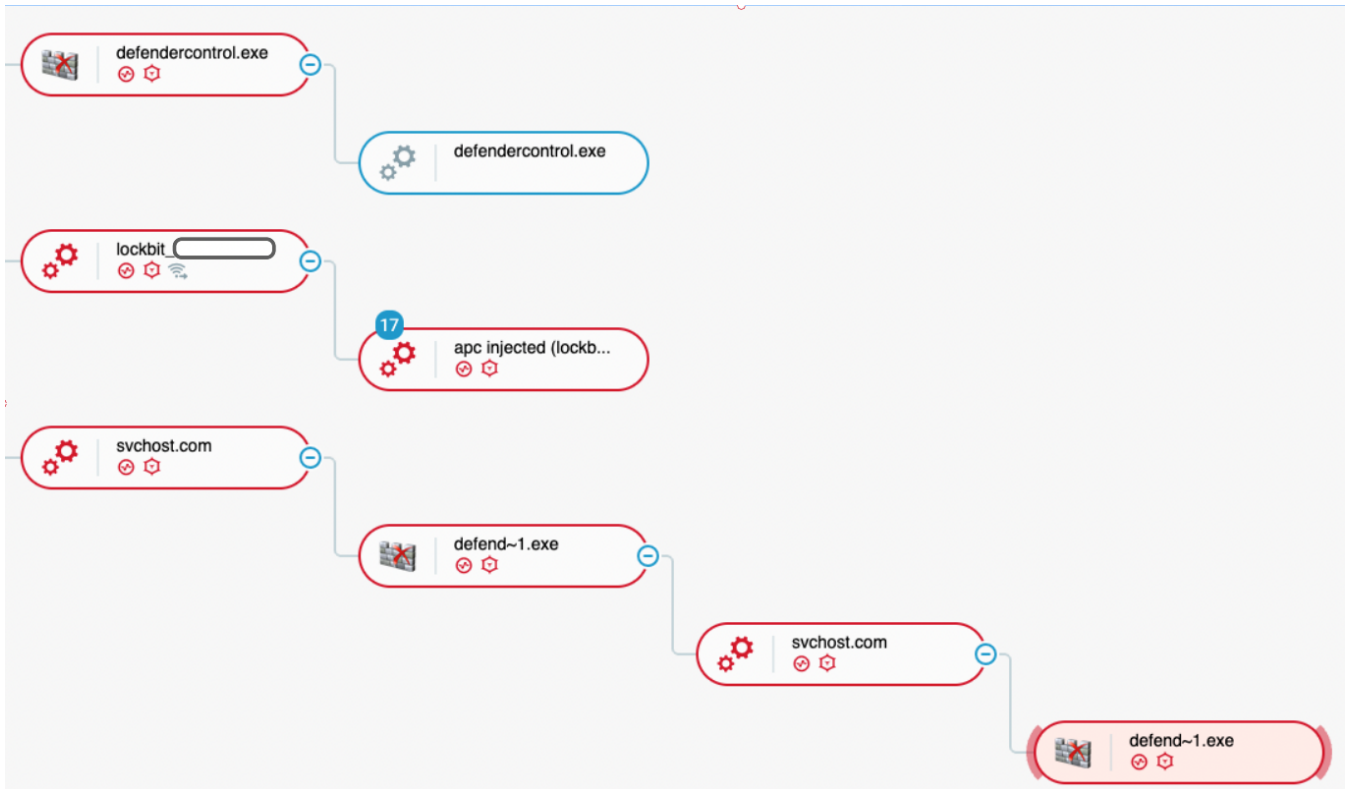 defendercontrol.exe
defendercontrol.exe
lockbit_
17
apc injected (lockb...
svchost.com
defend~1.exe
svchost.com
defend~1.exe